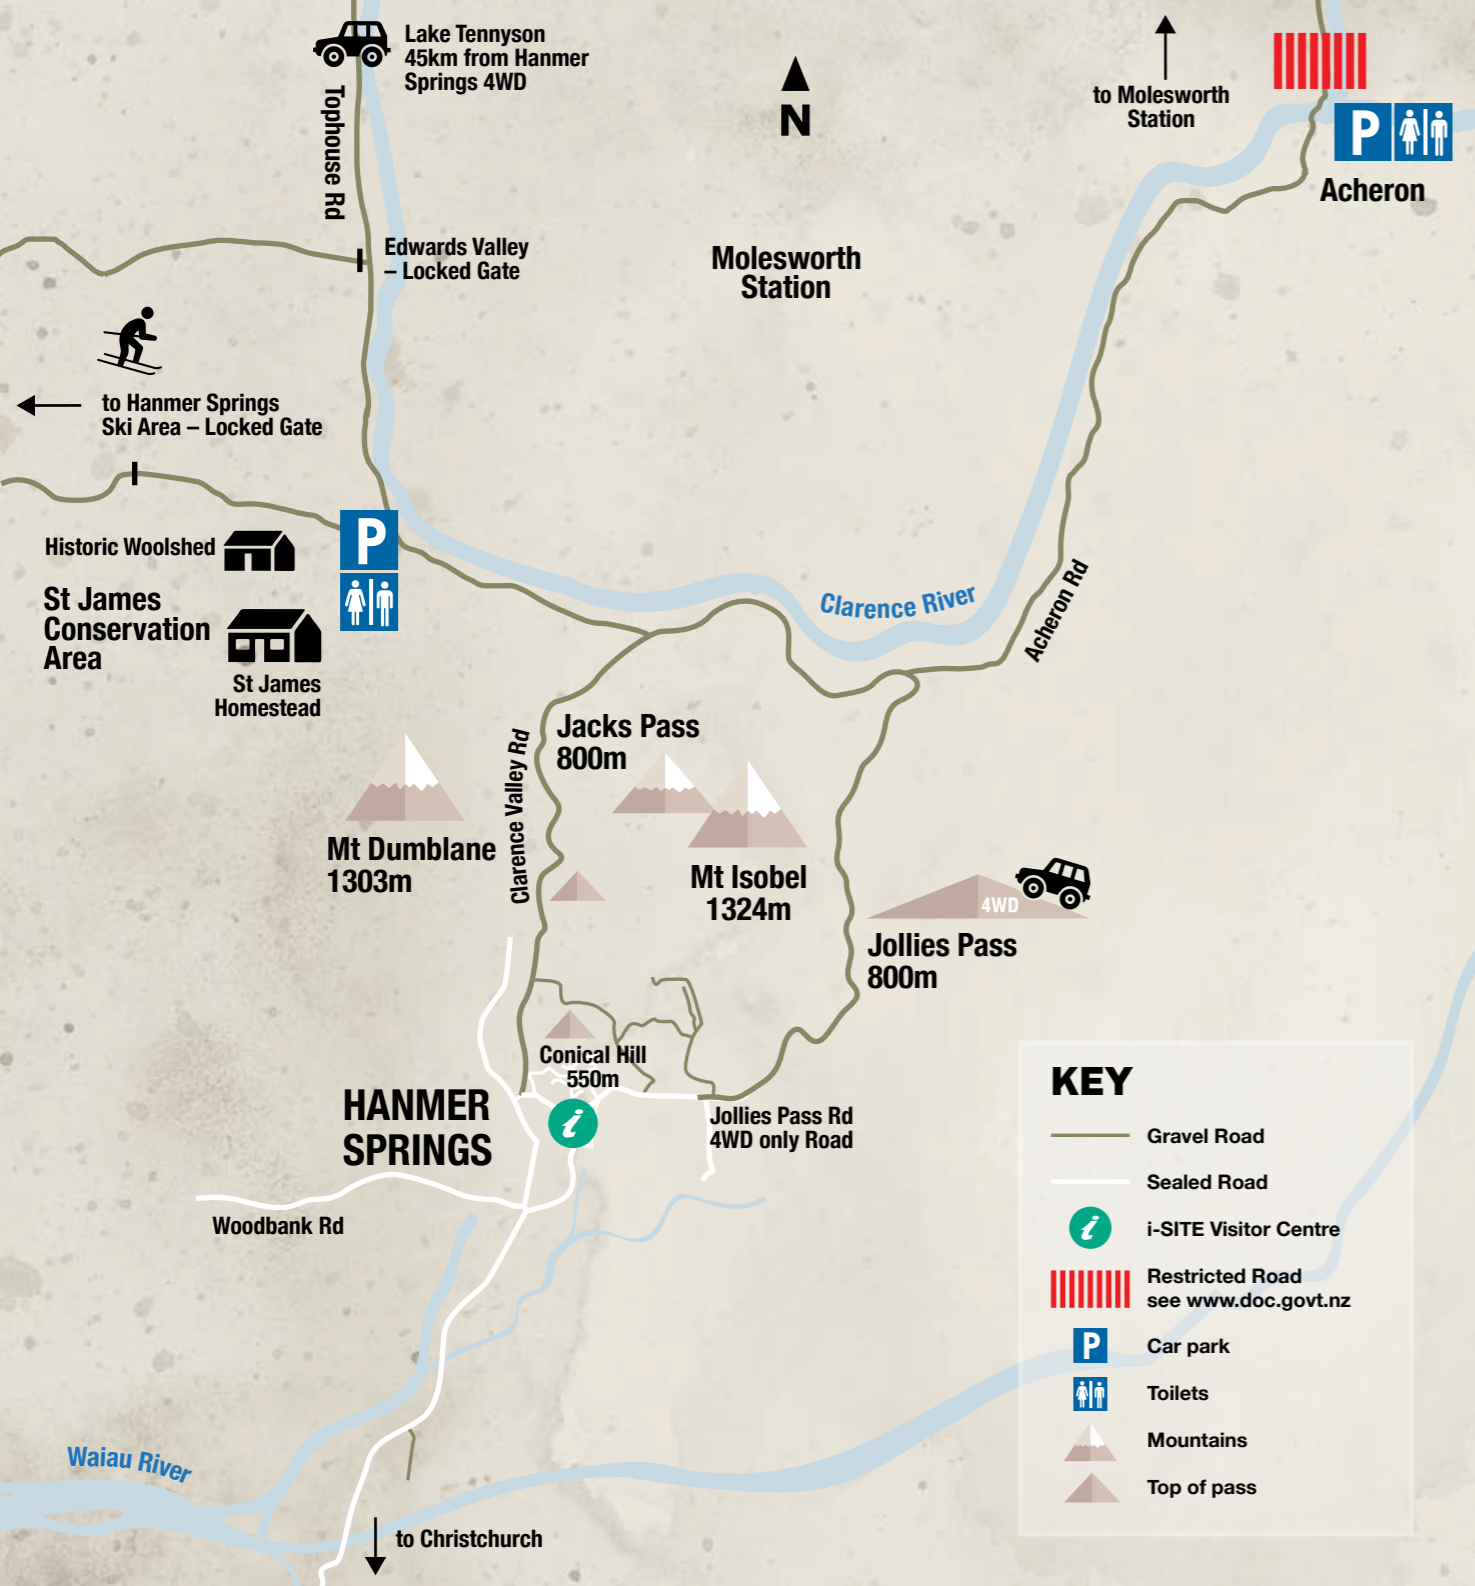 Lake Tennyson
45km from Hanmer
Springs 4WD
Tophouse Rd
N
to Molesworth
Station
P
Acheron
Edwards Valley
– Locked Gate
Molesworth
Station
to Hanmer Springs
Ski Area – Locked Gate
P
Historic Woolshed
St James
Conservation
Area
St James
Homestead
Clarence River
Acheron Rd
Jacks Pass
800m
Clarence Valley Rd
Mt Dumblane
1303m
Mt Isobel
1324m
4WD
Jollies Pass
800m
Conical Hill
550m
HANMER
SPRINGS
i
Jollies Pass Rd
4WD only Road
Woodbank Rd
Waiau River
to Christchurch
KEY
Gravel Road
Sealed Road
i
i-SITE Visitor Centre
Restricted Road
see www.doc.govt.nz
P
Car park
Toilets
Mountains
Top of pass